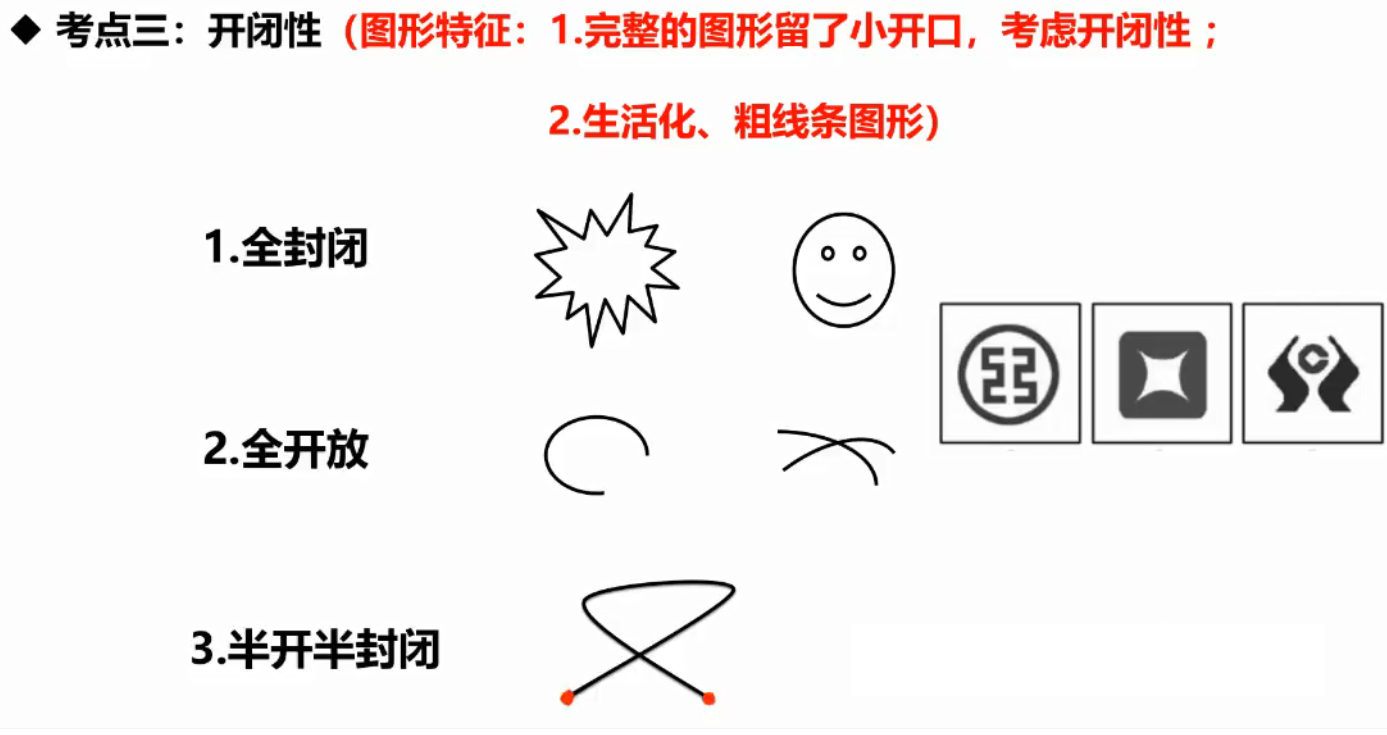 ◆ 考点三：开闭性（图形特征：1.完整的图形留了小开口，考虑开闭性；
2.生活化、粗线条图形）
1.全封闭
2.全开放
3.半开半封闭